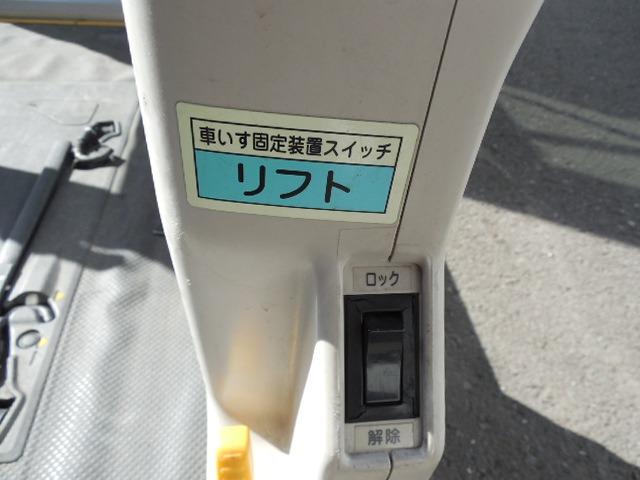 車いす固定装置スイッチ
リフト
ロック
解除